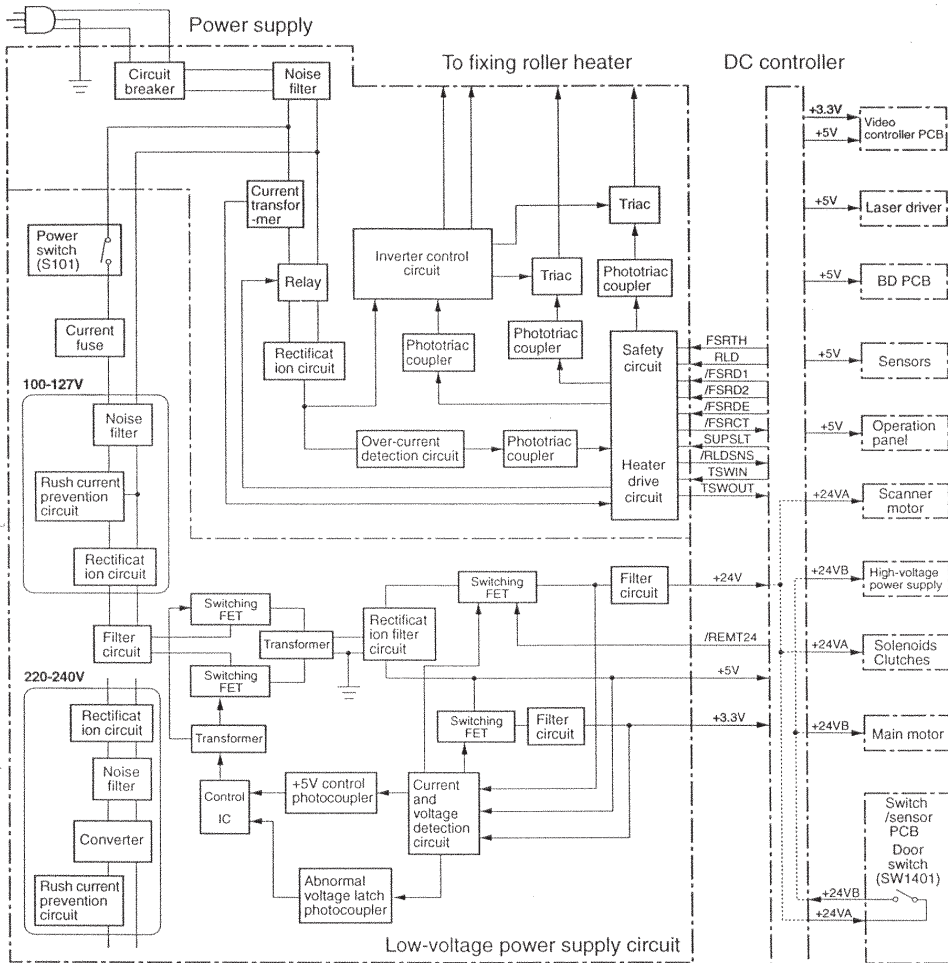 Power supply
Circuit
breaker
Noise
filter
To fixing roller heater
DC controller
+3.3V
+5V
Video
controller PCB
Current
transfor
-mer
Triac
+5V
Laser driver
Power
switch
(S101)
Inverter control
circuit
Relay
Triac
Phototriac
coupler
+5V
BD PCB
Current
fuse
Rectificat
ion circuit
Phototriac
coupler
Phototriac
coupler
Safety
circuit
FSRTH
RLD
/FSRD1
/FSRD2
/FSRDE
/FSRCT
SUPSLT
/RLDSNS
TSWIN
TSWOUT
+5V
Sensors
100-127V
Noise
filter
Over-current
detection circuit
Phototriac
coupler
Heater
drive
circuit
+5V
Operation
panel
Rush current
prevention
circuit
+24VA
Scanner
motor
Rectificat
ion circuit
Switching
FET
Switching
FET
Filter
circuit
+24V
+24VB
High-voltage
power supply
Filter
circuit
Transformer
Rectificat
ion filter
circuit
/REMT24
+24VA
Solenoids
Clutches
Switching
FET
+5V
220-240V
Rectificat
ion circuit
Transformer
Switching
FET
Filter
circuit
+3.3V
+24VB
Main motor
Noise
filter
Control
IC
+5V control
photocoupler
Current
and
voltage
detection
circuit
Switch
/sensor
PCB
Door
switch
(SW1401)
Converter
Rush current
prevention
circuit
Abnormal
voltage latch
photocoupler
+24VB
+24VA
Low-voltage power supply circuit